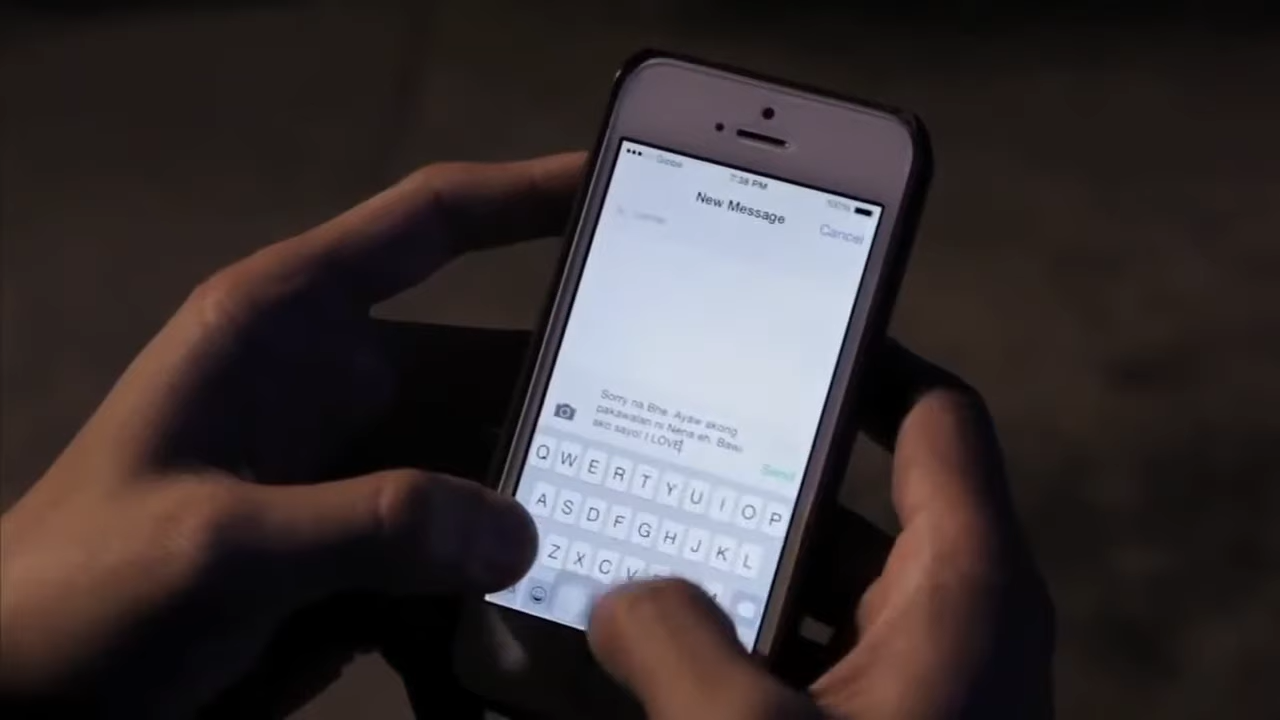 Globe
7:38 PM
100%
New Message
Cancel
Sorry na Bhe. Ayaw akong
pakawalan ni Nena eh. Bawi
ako sayo! I LOVE
Send
Q W E R T Y U I O P
A S D F G H J K L
Z X C V